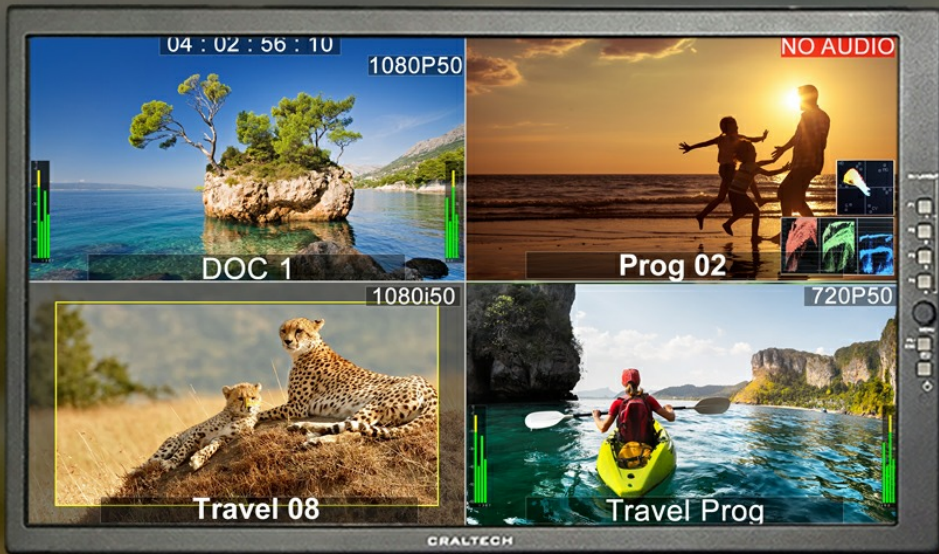 04 : 02 : 56 : 10
1080P50
DOC 1
NO AUDIO
Prog 02
1080i50
Travel 08
720P50
Travel Prog
CRALTECH